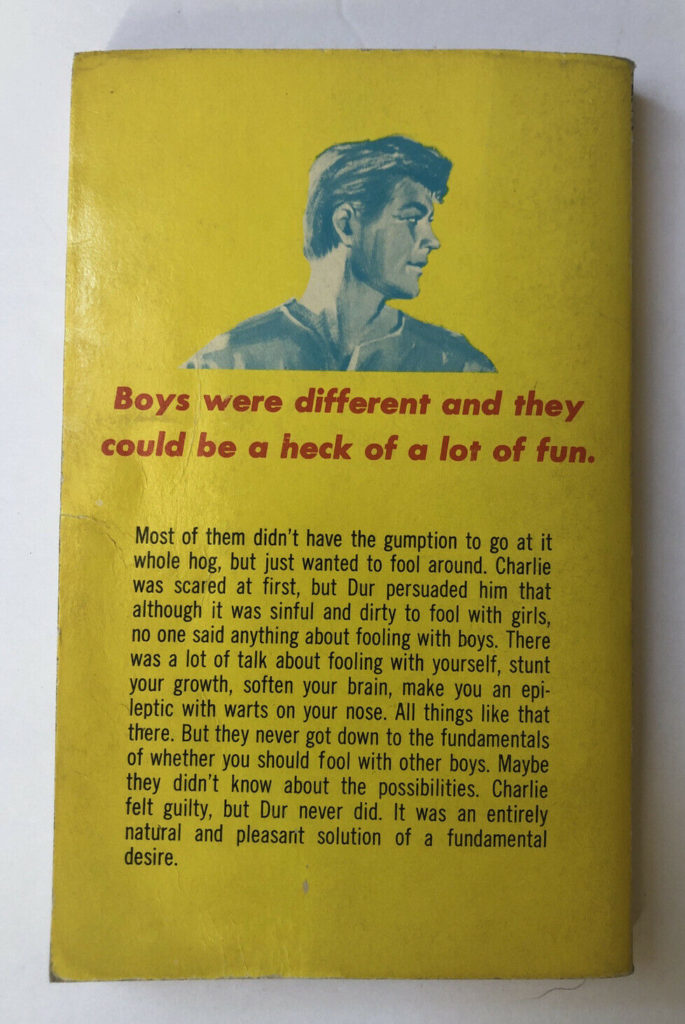 Boys were different and they
could be a heck of a lot of fun.
Most of them didn't have the gumption to go at it
whole hog, but just wanted to fool around. Charlie
was scared at first, but Dur persuaded him that
although it was sinful and dirty to fool with girls,
no one said anything about fooling with boys. There
was a lot of talk about fooling with yourself, stunt
your growth, soften your brain, make you an epi-
leptic with warts on your nose. All things like that
there. But they never got down to the fundamentals
of whether you should fool with other boys. Maybe
they didn't know about the possibilities. Charlie
felt guilty, but Dur never did. It was an entirely
natural and pleasant solution of a fundamental
desire.